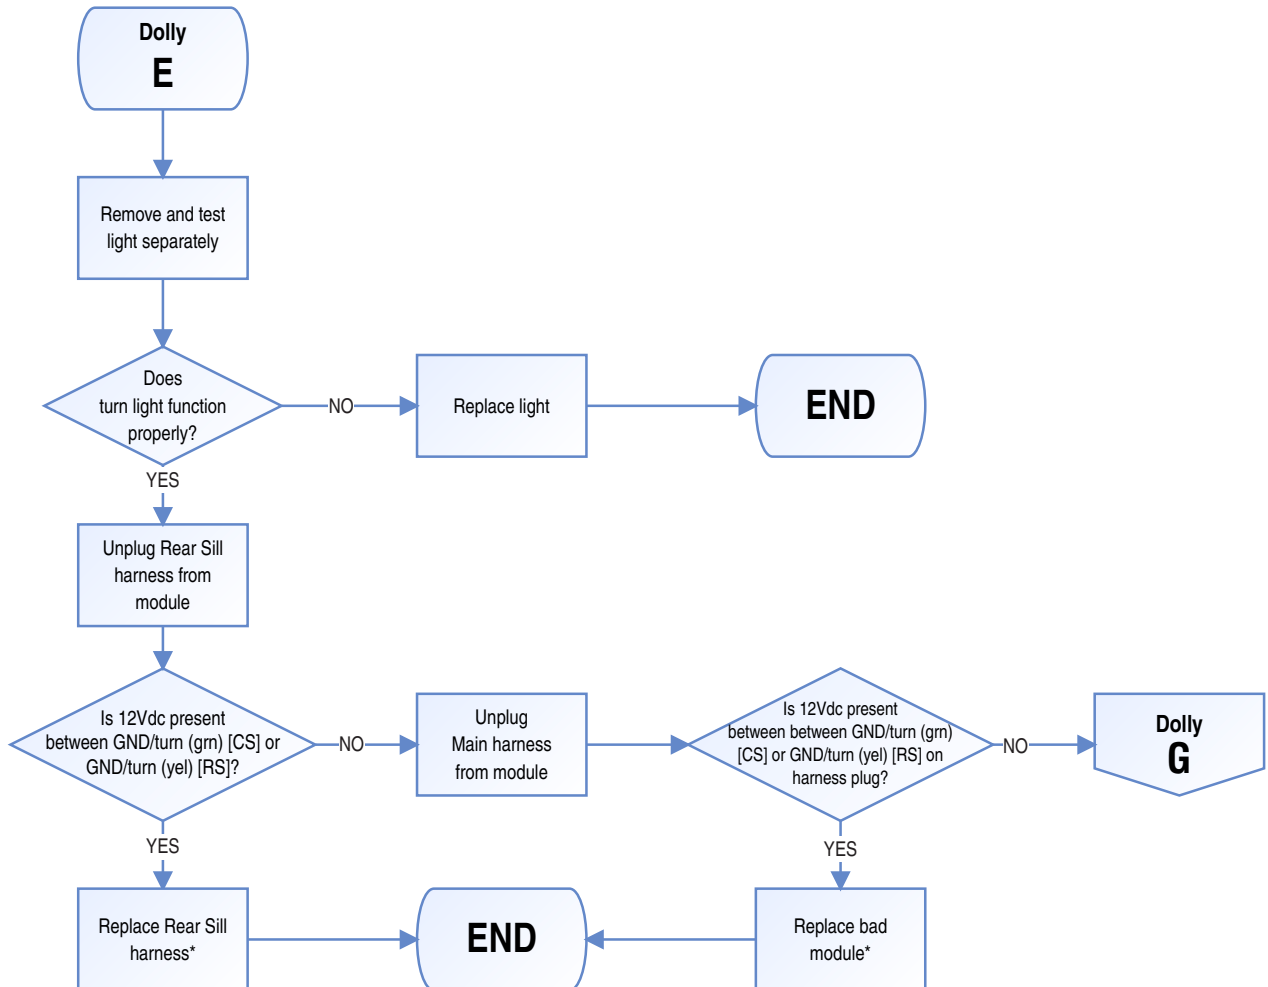 Dolly
E
Remove and test
light separately
Does
turn light function
properly?
NO
Replace light
END
YES
Unplug Rear Sill
harness from
module
Is 12Vdc present
between GND/turn (grn) [CS] or
GND/turn (yel) [RS]?
NO
Unplug
Main harness
from module
Is 12Vdc present
between between GND/turn (grn)
[CS] or GND/turn (yel) [RS] on
harness plug?
NO
Dolly
G
YES
YES
Replace Rear Sill
harness*
END
Replace bad
module*